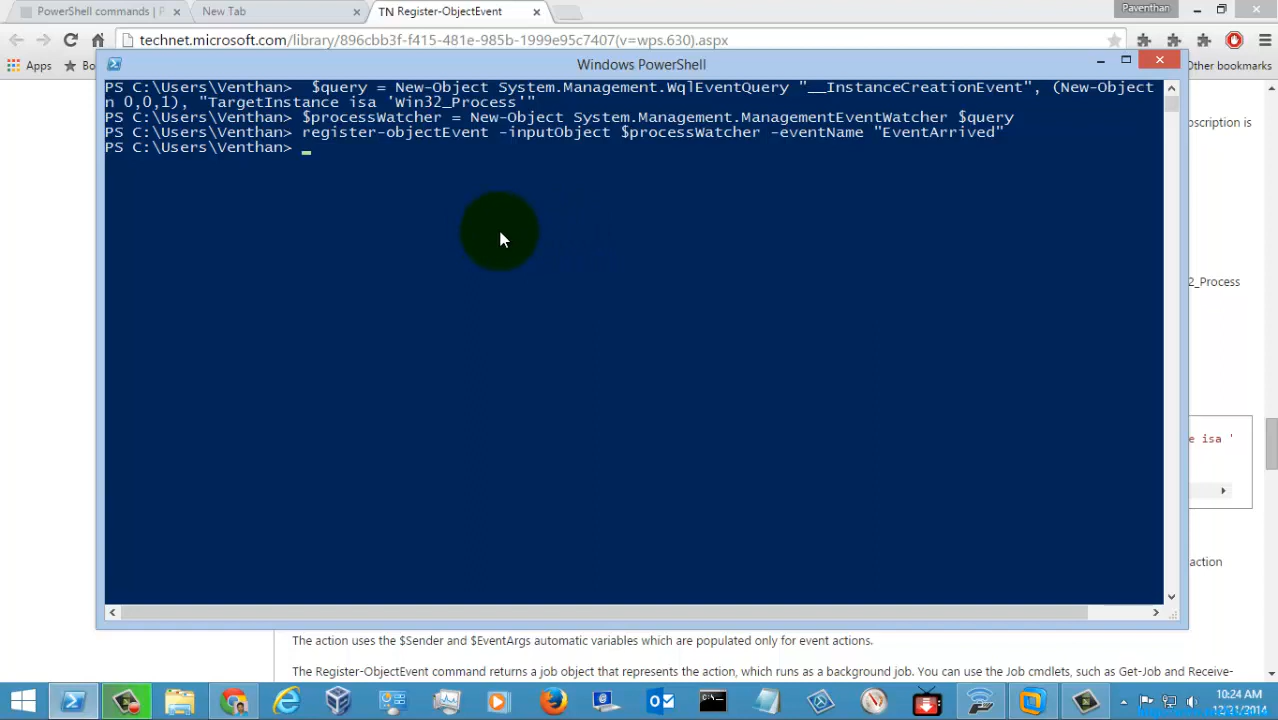 PowerShell commands | P
New Tab
TN Register-ObjectEvent
Paventhan
technet.microsoft.com/library/896cbb3f-f415-481e-985b-1999e95c7407(v=wps.630).aspx
Apps
Bo
Other bookmarks
Windows PowerShell
PS C:\Users\Venthan>  $query = New-Object System.Management.WqlEventQuery "__InstanceCreationEvent", (New-Object
n 0,0,1), "TargetInstance isa 'Win32_Process'"
PS C:\Users\Venthan> $processWatcher = New-Object System.Management.ManagementEventWatcher $query
PS C:\Users\Venthan> register-objectEvent -inputObject $processWatcher -eventName "EventArrived"
PS C:\Users\Venthan> _
bscription is
2_Process
e isa '
action
The action uses the $Sender and $EventArgs automatic variables which are populated only for event actions.
The Register-ObjectEvent command returns a job object that represents the action, which runs as a background job. You can use the Job cmdlets, such as Get-Job and Receive-
10:24 AM
12/31/2014